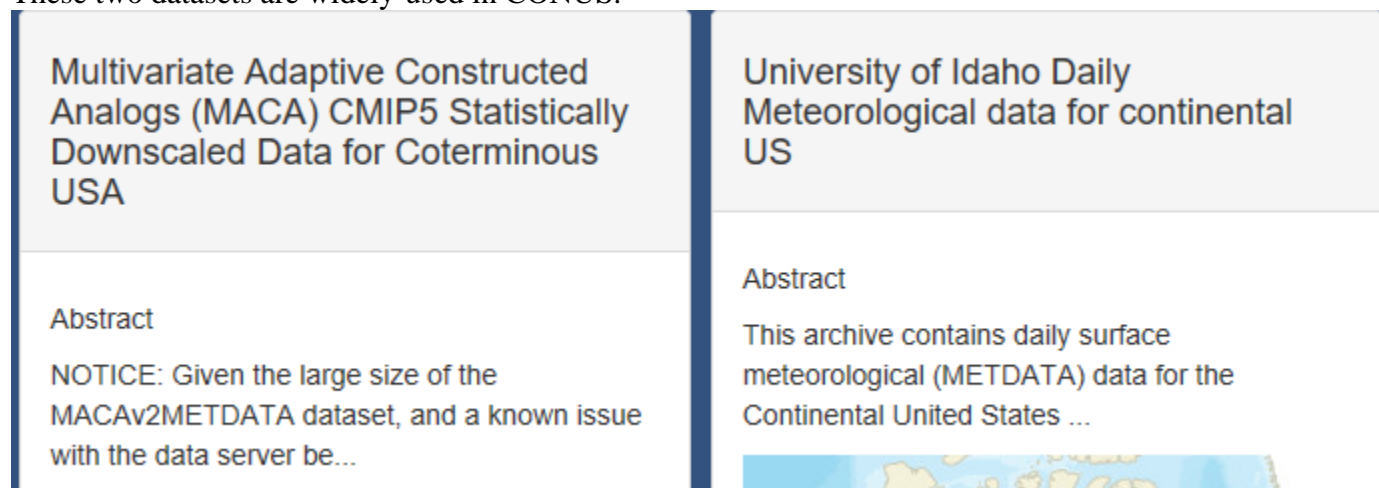 These two datasets are widely used in CONUS.
Multivariate Adaptive Constructed
Analogs (MACA) CMIP5 Statistically
Downscaled Data for Coterminous
USA
Abstract
NOTICE: Given the large size of the
MACAv2METDATA dataset, and a known issue
with the data server be...
University of Idaho Daily
Meteorological data for continental
US
Abstract
This archive contains daily surface
meteorological (METDATA) data for the
Continental United States ...